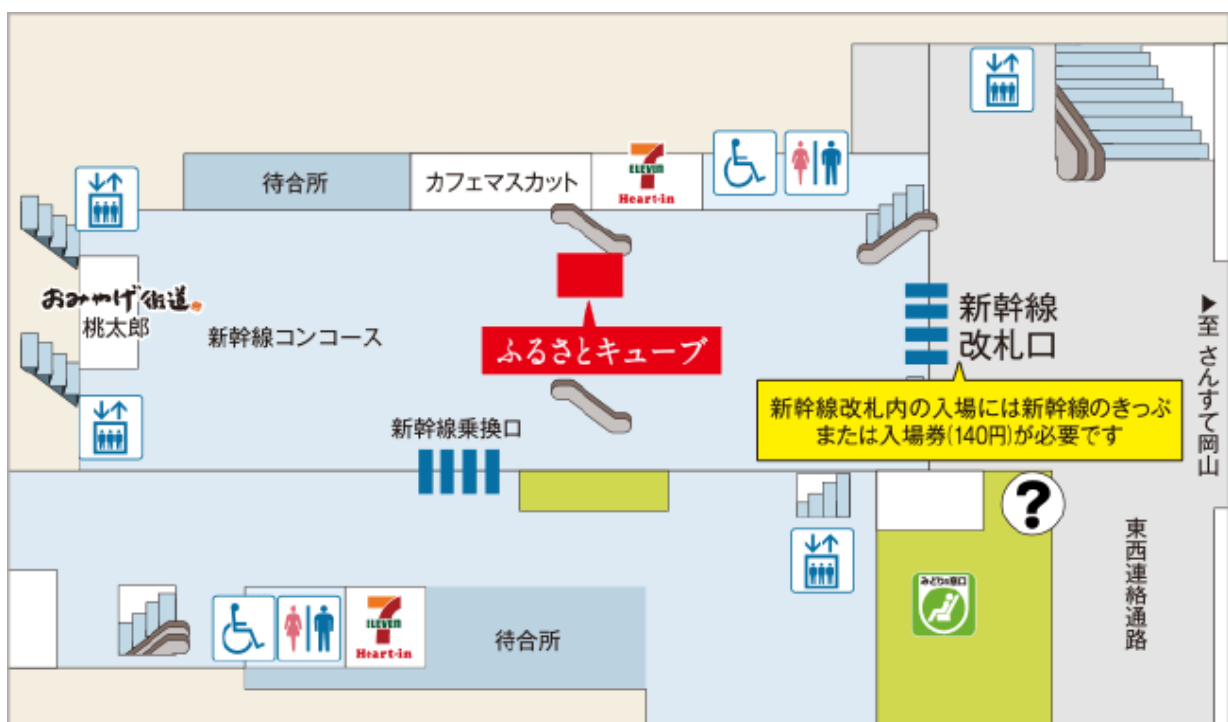 待合所
カフェマスカット
7
ELEVEN
Heart-in
おみやげ街道
桃太郎
新幹線コンコース
ふるさとキューブ
新幹線
改札口
新幹線改札内の入場には新幹線のきっぷ
または入場券(140円)が必要です
▶至 さんすて岡山
新幹線乗換口
?
東西連絡通路
みどりの窓口
7
ELEVEN
Heart-in
待合所